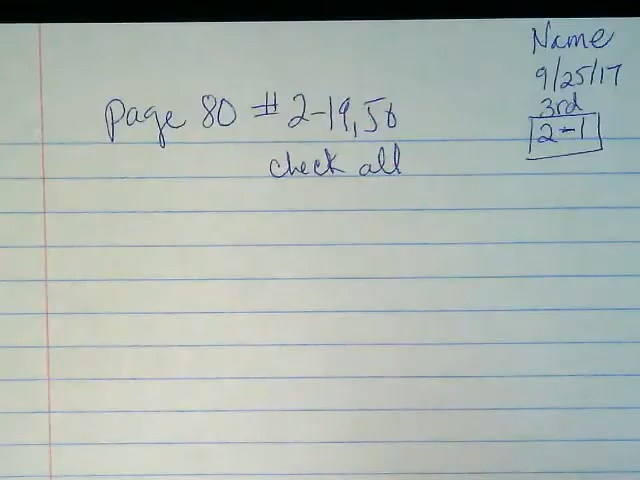 Name
9/25/17
3rd
2-1
Page 80 # 2-19, 56
check all